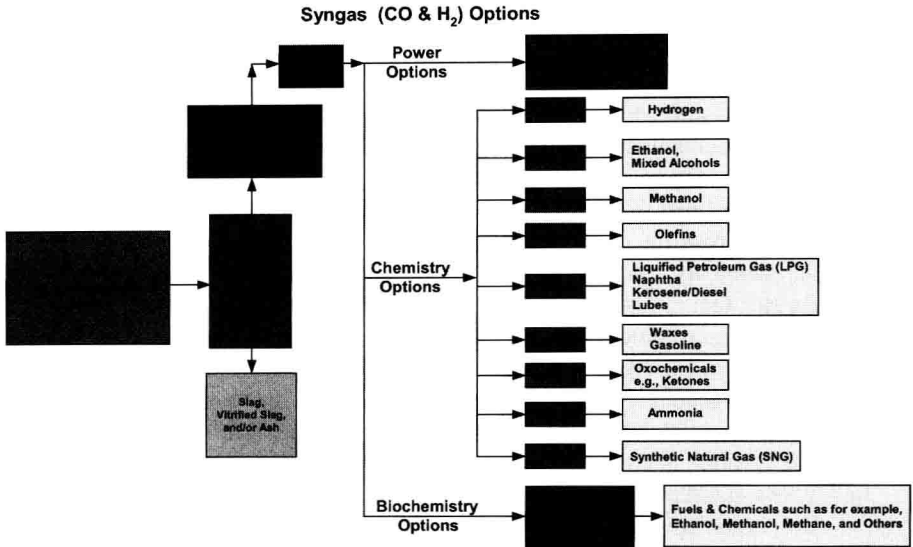 Syngas (CO & H₂) Options
Power
Options
Hydrogen
Ethanol,
Mixed Alcohols
Methanol
Olefins
Chemistry
Options
Liquified Petroleum Gas (LPG)
Naphtha
Kerosene/Diesel
Lubes
Waxes
Gasoline
Oxochemicals
e.g., Ketones
Slag,
Vitrified Slag,
and/or Ash
Ammonia
Synthetic Natural Gas (SNG)
Biochemistry
Options
Fuels & Chemicals such as for example,
Ethanol, Methanol, Methane, and Others